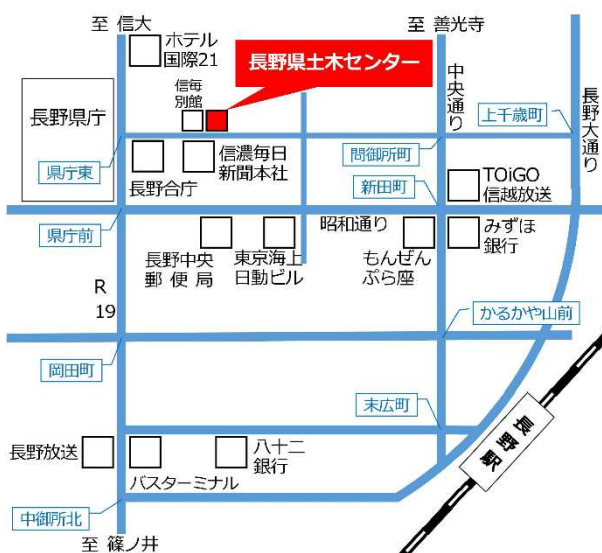 至 信大
至 善光寺
ホテル
国際21
長野県土木センター
信毎
別館
中央通り
長野大通り
長野県庁
上千歳町
県庁東
信濃毎日
新聞本社
問御所町
長野合庁
TOiGO
信越放送
新田町
県庁前
昭和通り
みずほ
銀行
長野中央
郵便局
東京海上
日動ビル
もんぜん
ぷら座
R
19
かるかや山前
岡田町
末広町
長野駅
長野放送
八十二
銀行
バスターミナル
中御所北
至 篠ノ井